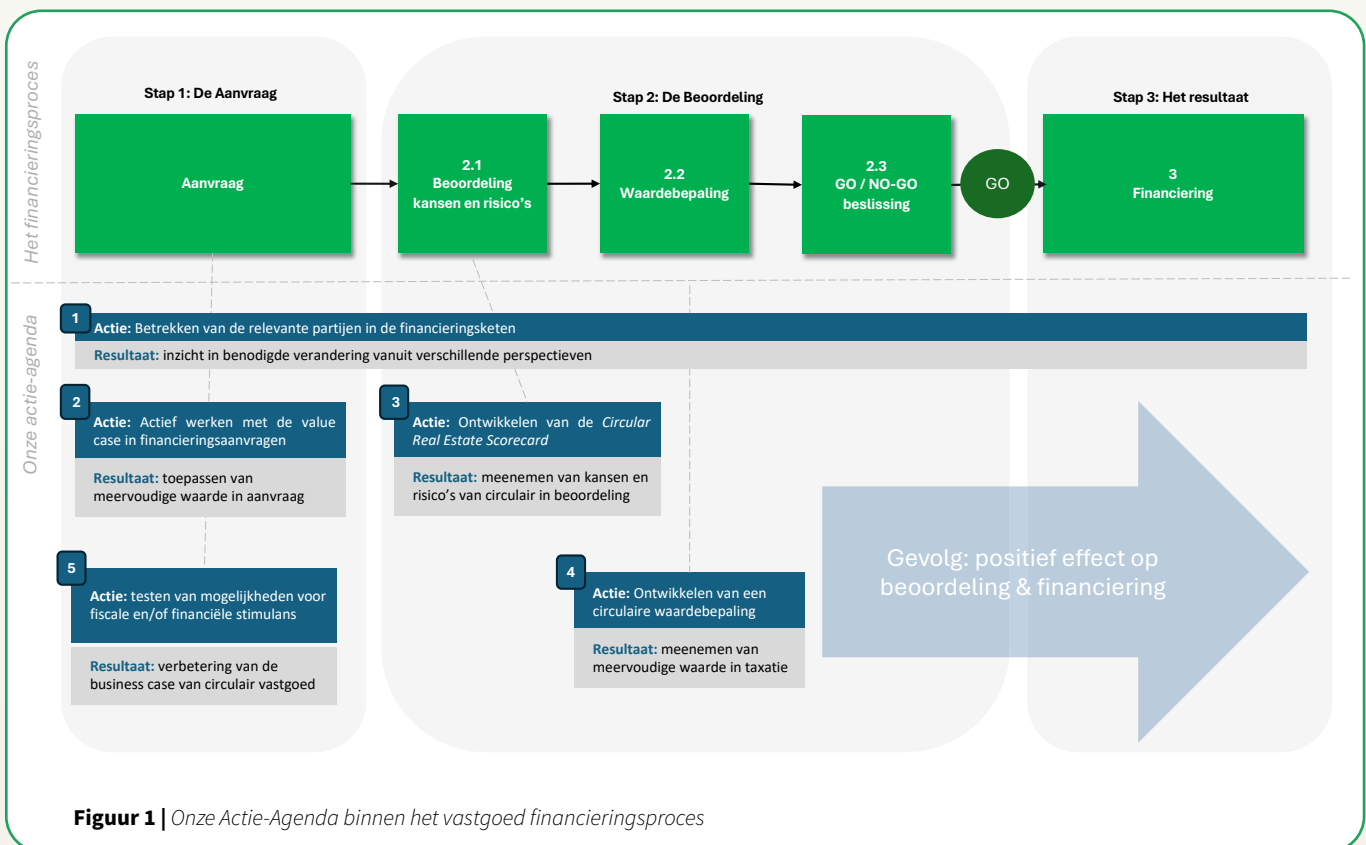 Het financieringsproces
Stap 1: De Aanvraag
Stap 2: De Beoordeling
Stap 3: Het resultaat
Aanvraag
2.1
Beoordeling
kansen en risico's
2.2
Waardebepaling
2.3
GO / NO-GO
beslissing
GO
3
Financiering
Onze actie-agenda
1
Actie: Betrekken van de relevante partijen in de financieringsketen
Resultaat: inzicht in benodigde verandering vanuit verschillende perspectieven
2
Actie: Actief werken met de value
case in financieringsaanvragen
Resultaat: toepassen van
meervoudige waarde in aanvraag
3
Actie: Ontwikkelen van de Circular
Real Estate Scorecard
Resultaat: meenemen van kansen en
risico's van circulair in beoordeling
5
Actie: testen van mogelijkheden voor
fiscale en/of financiële stimulans
Resultaat: verbetering van de
business case van circulair vastgoed
4
Actie: Ontwikkelen van een
circulaire waardebepaling
Resultaat: meenemen van
meervoudige waarde in taxatie
Gevolg: positief effect op
beoordeling & financiering
Figuur 1 | Onze Actie-Agenda binnen het vastgoed financieringsproces